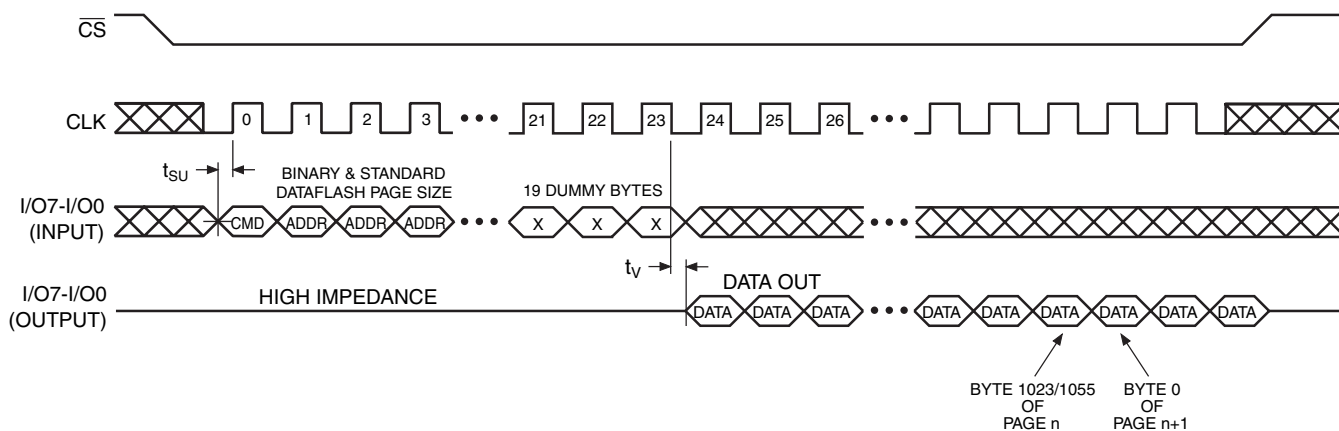 CS
CLK
0 1 2 3 ••• 21 22 23 24 25 26 •••
tSU
BINARY & STANDARD
DATAFLASH PAGE SIZE
19 DUMMY BYTES
I/O7-I/O0
(INPUT)
CMD ADDR ADDR ADDR ••• X X X •••
tV
DATA OUT
I/O7-I/O0
(OUTPUT)
HIGH IMPEDANCE
DATA DATA DATA ••• DATA DATA DATA DATA DATA DATA
BYTE 1023/1055
OF
PAGE n
BYTE 0
OF
PAGE n+1